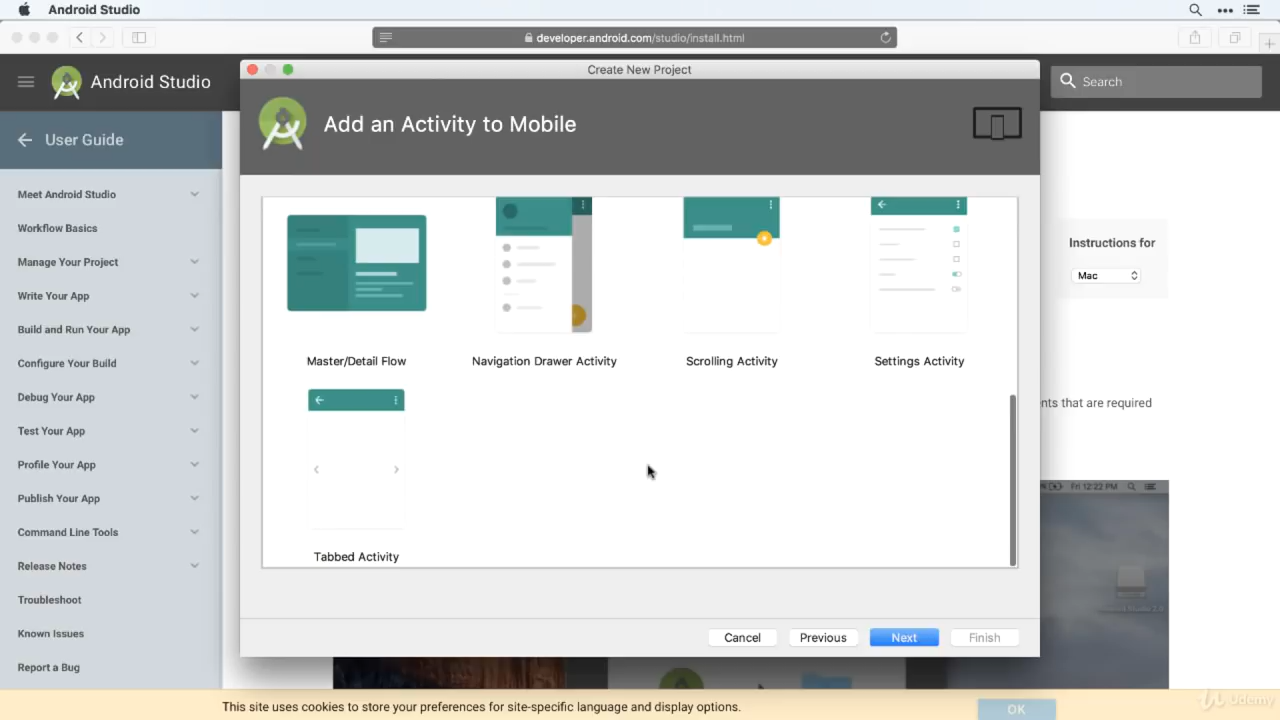 Android Studio
developer.android.com/studio/install.html
Android Studio
Search
Create New Project
Add an Activity to Mobile
User Guide
Meet Android Studio
Workflow Basics
Manage Your Project
Write Your App
Build and Run Your App
Configure Your Build
Debug Your App
Test Your App
Profile Your App
Publish Your App
Command Line Tools
Release Notes
Troubleshoot
Known Issues
Report a Bug
Master/Detail Flow
Navigation Drawer Activity
Scrolling Activity
Settings Activity
Tabbed Activity
Cancel
Previous
Next
Finish
Instructions for
Mac
that are required
Fri 12:22 PM
This site uses cookies to store your preferences for site-specific language and display options.
OK
Udemy